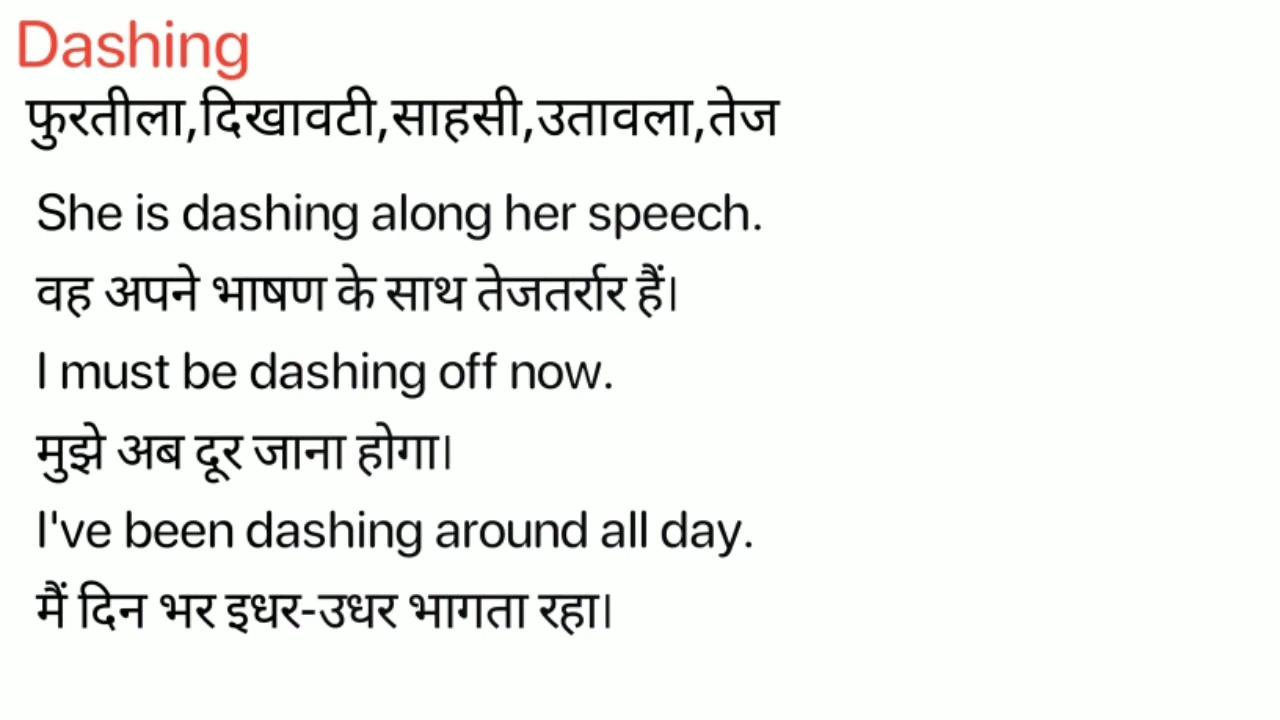 Dashing
फुरतीला,दिखावटी,साहसी,उतावला,तेज
She is dashing along her speech.
वह अपने भाषण के साथ तेजतर्रार हैं।
I must be dashing off now.
मुझे अब दूर जाना होगा।
I've been dashing around all day.
मैं दिन भर इधर-उधर भागता रहा।